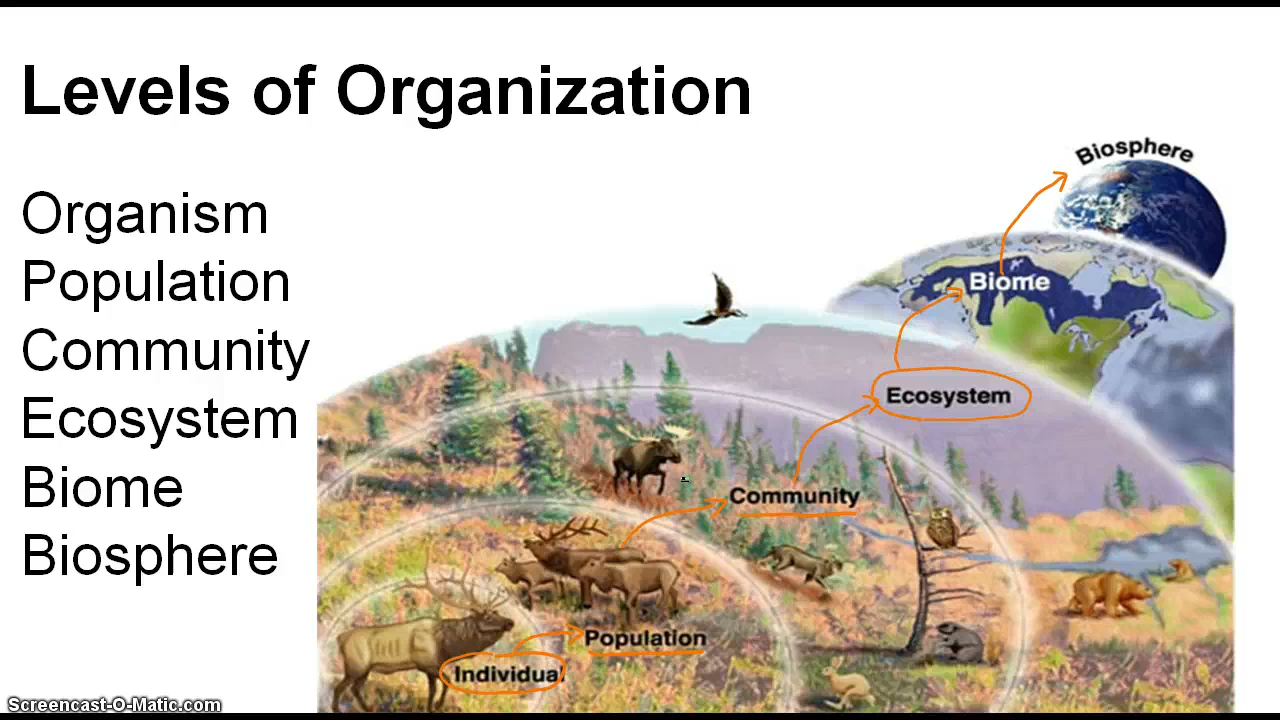 Levels of Organization
Organism
Population
Community
Ecosystem
Biome
Biosphere
Biosphere
Biome
Ecosystem
Community
Population
Individual
Screencast-O-Matic.com